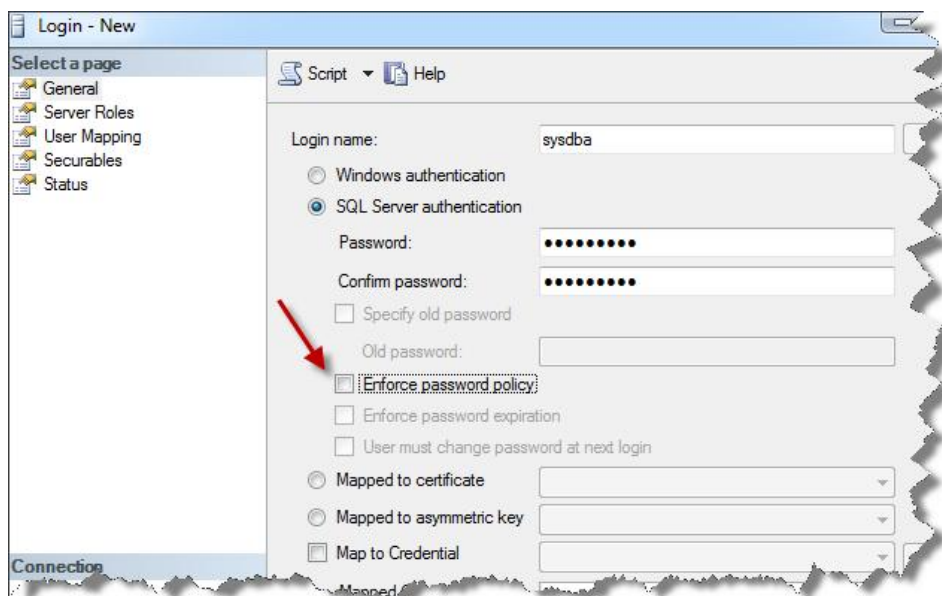 Login - New
Select a page
General
Server Roles
User Mapping
Securables
Status
Connection
Script Help
Login name: sysdba
Windows authentication
SQL Server authentication
Password: ●●●●●●●●●
Confirm password: ●●●●●●●●●
Specify old password
Old password:
Enforce password policy
Enforce password expiration
User must change password at next login
Mapped to certificate
Mapped to asymmetric key
Map to Credential
Mapped